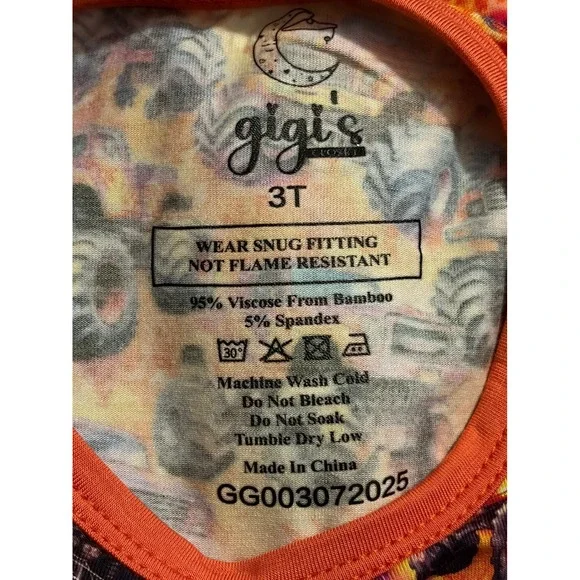 gigi's
CLOSET
3T
WEAR SNUG FITTING
NOT FLAME RESISTANT
95% Viscose From Bamboo
5% Spandex
30°
Machine Wash Cold
Do Not Bleach
Do Not Soak
Tumble Dry Low
Made In China
GG003072025